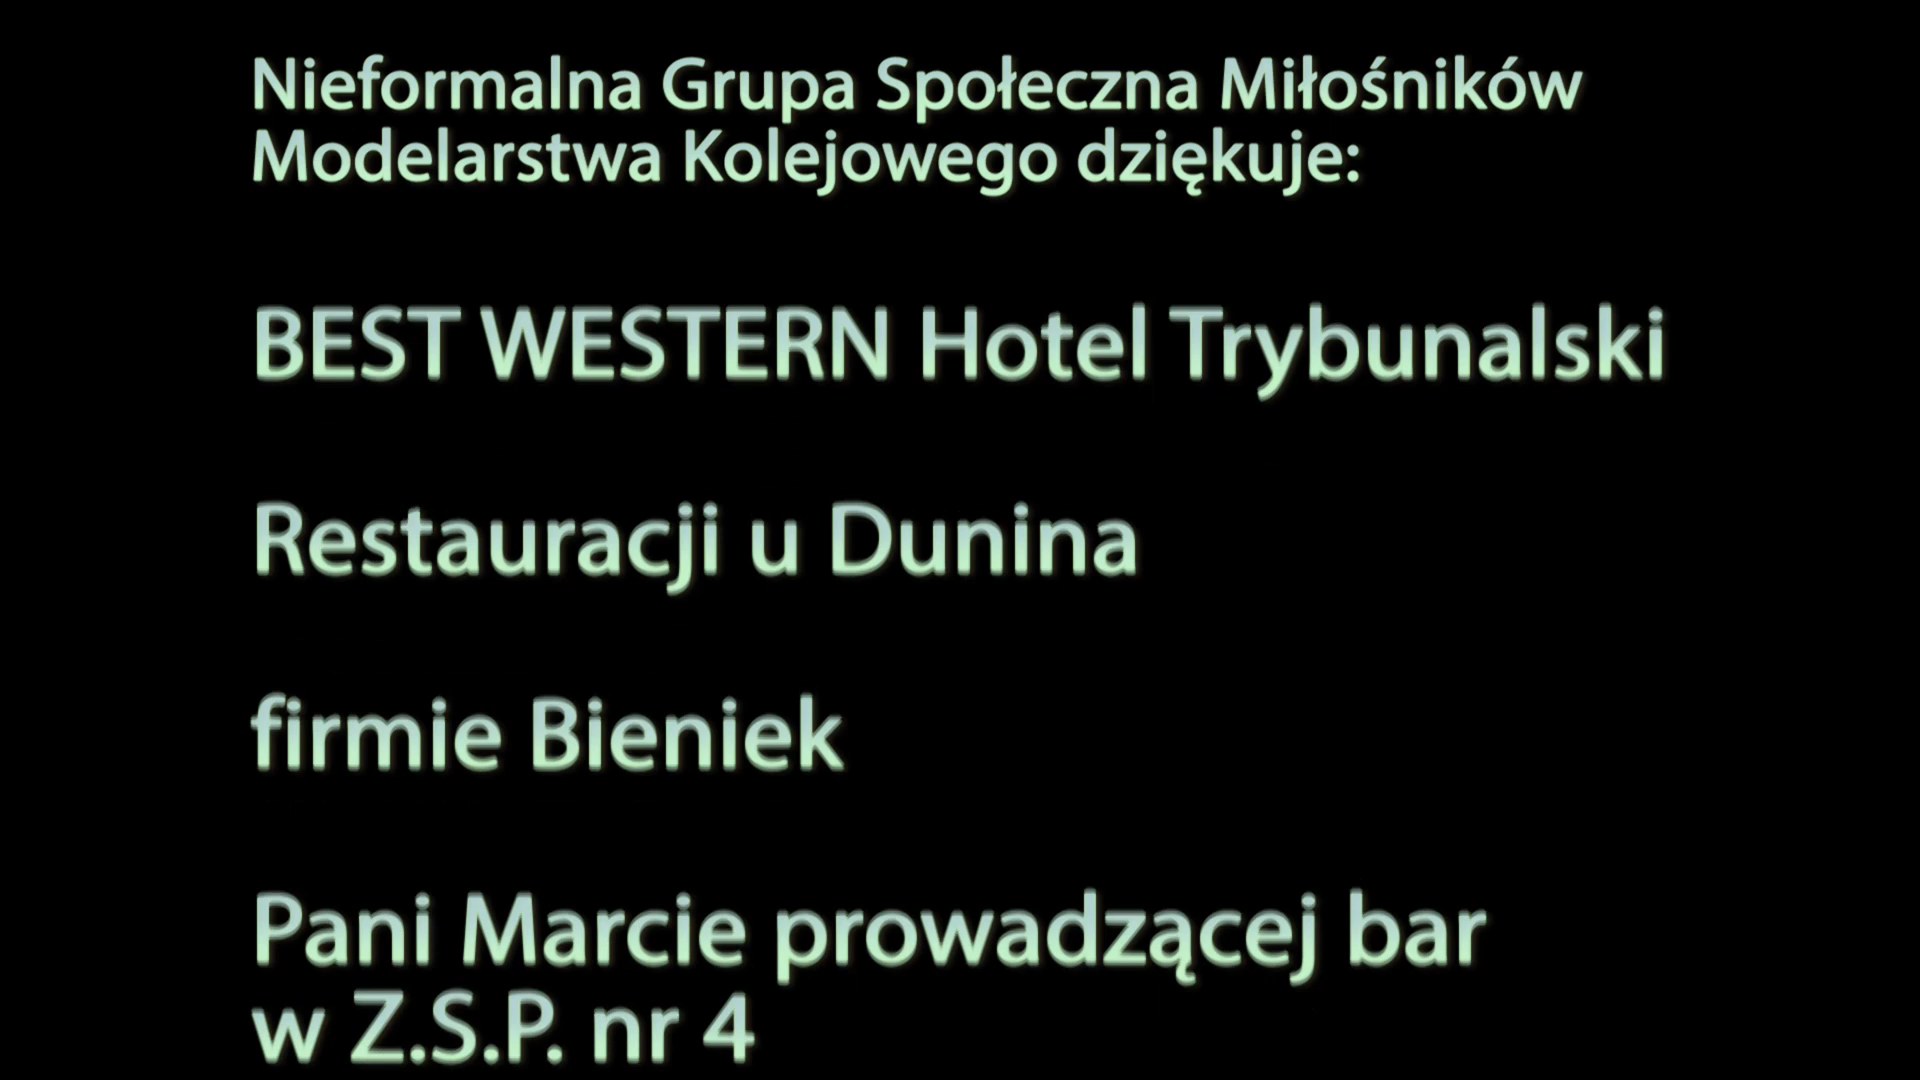 Nieformalna Grupa Społeczna Miłośników
Modelarstwa Kolejowego dziękuje:
BEST WESTERN Hotel Trybunalski
Restauracji u Dunina
firmie Bieniek
Pani Marcie prowadzącej bar
w Z.S.P. nr 4